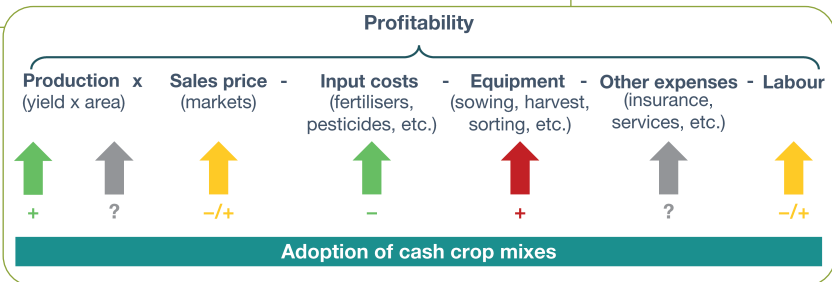 Profitability
Production x Sales price - Input costs - Equipment - Other expenses - Labour
(yield x area) (markets) (fertilisers, (sowing, harvest, (insurance,
pesticides, etc.) sorting, etc.) services, etc.)
+ ? –/+ – + ? –/+
Adoption of cash crop mixes